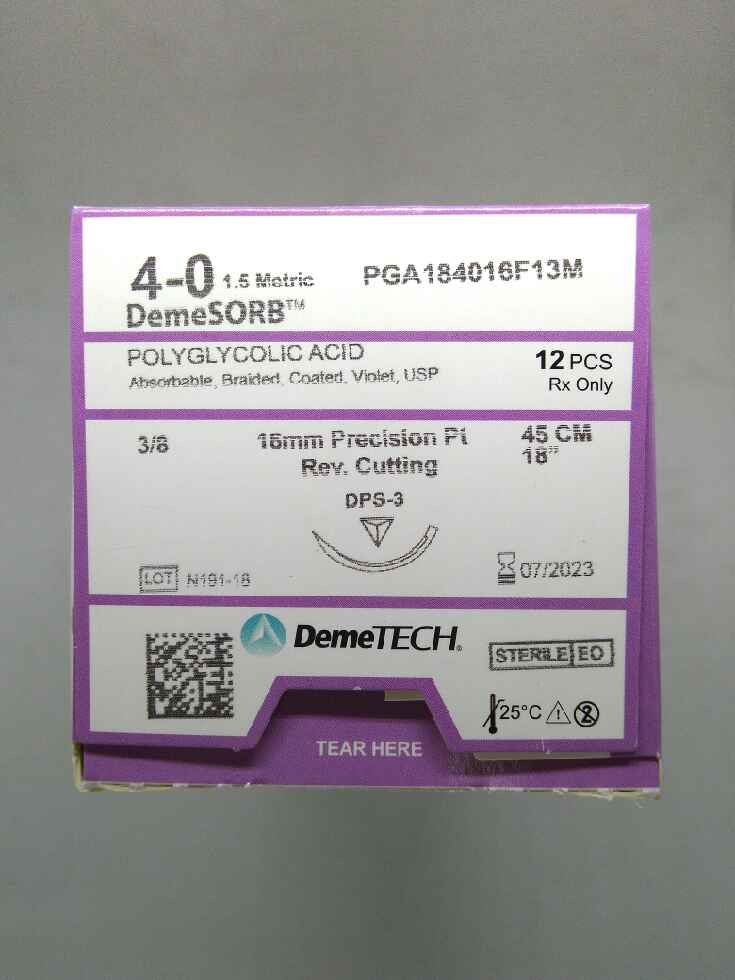 4-0 1.5 Metric PGA184016F13M
DemeSORB™
POLYGLYCOLIC ACID
Absorbable, Braided, Coated, Violet, USP
12 PCS
Rx Only
3/8
16mm Precision Pt
Rev. Cutting
45 CM
18"
DPS-3
LOT N191-18
07/2023
DemeTECH®
STERILE EO
25°C
2
TEAR HERE